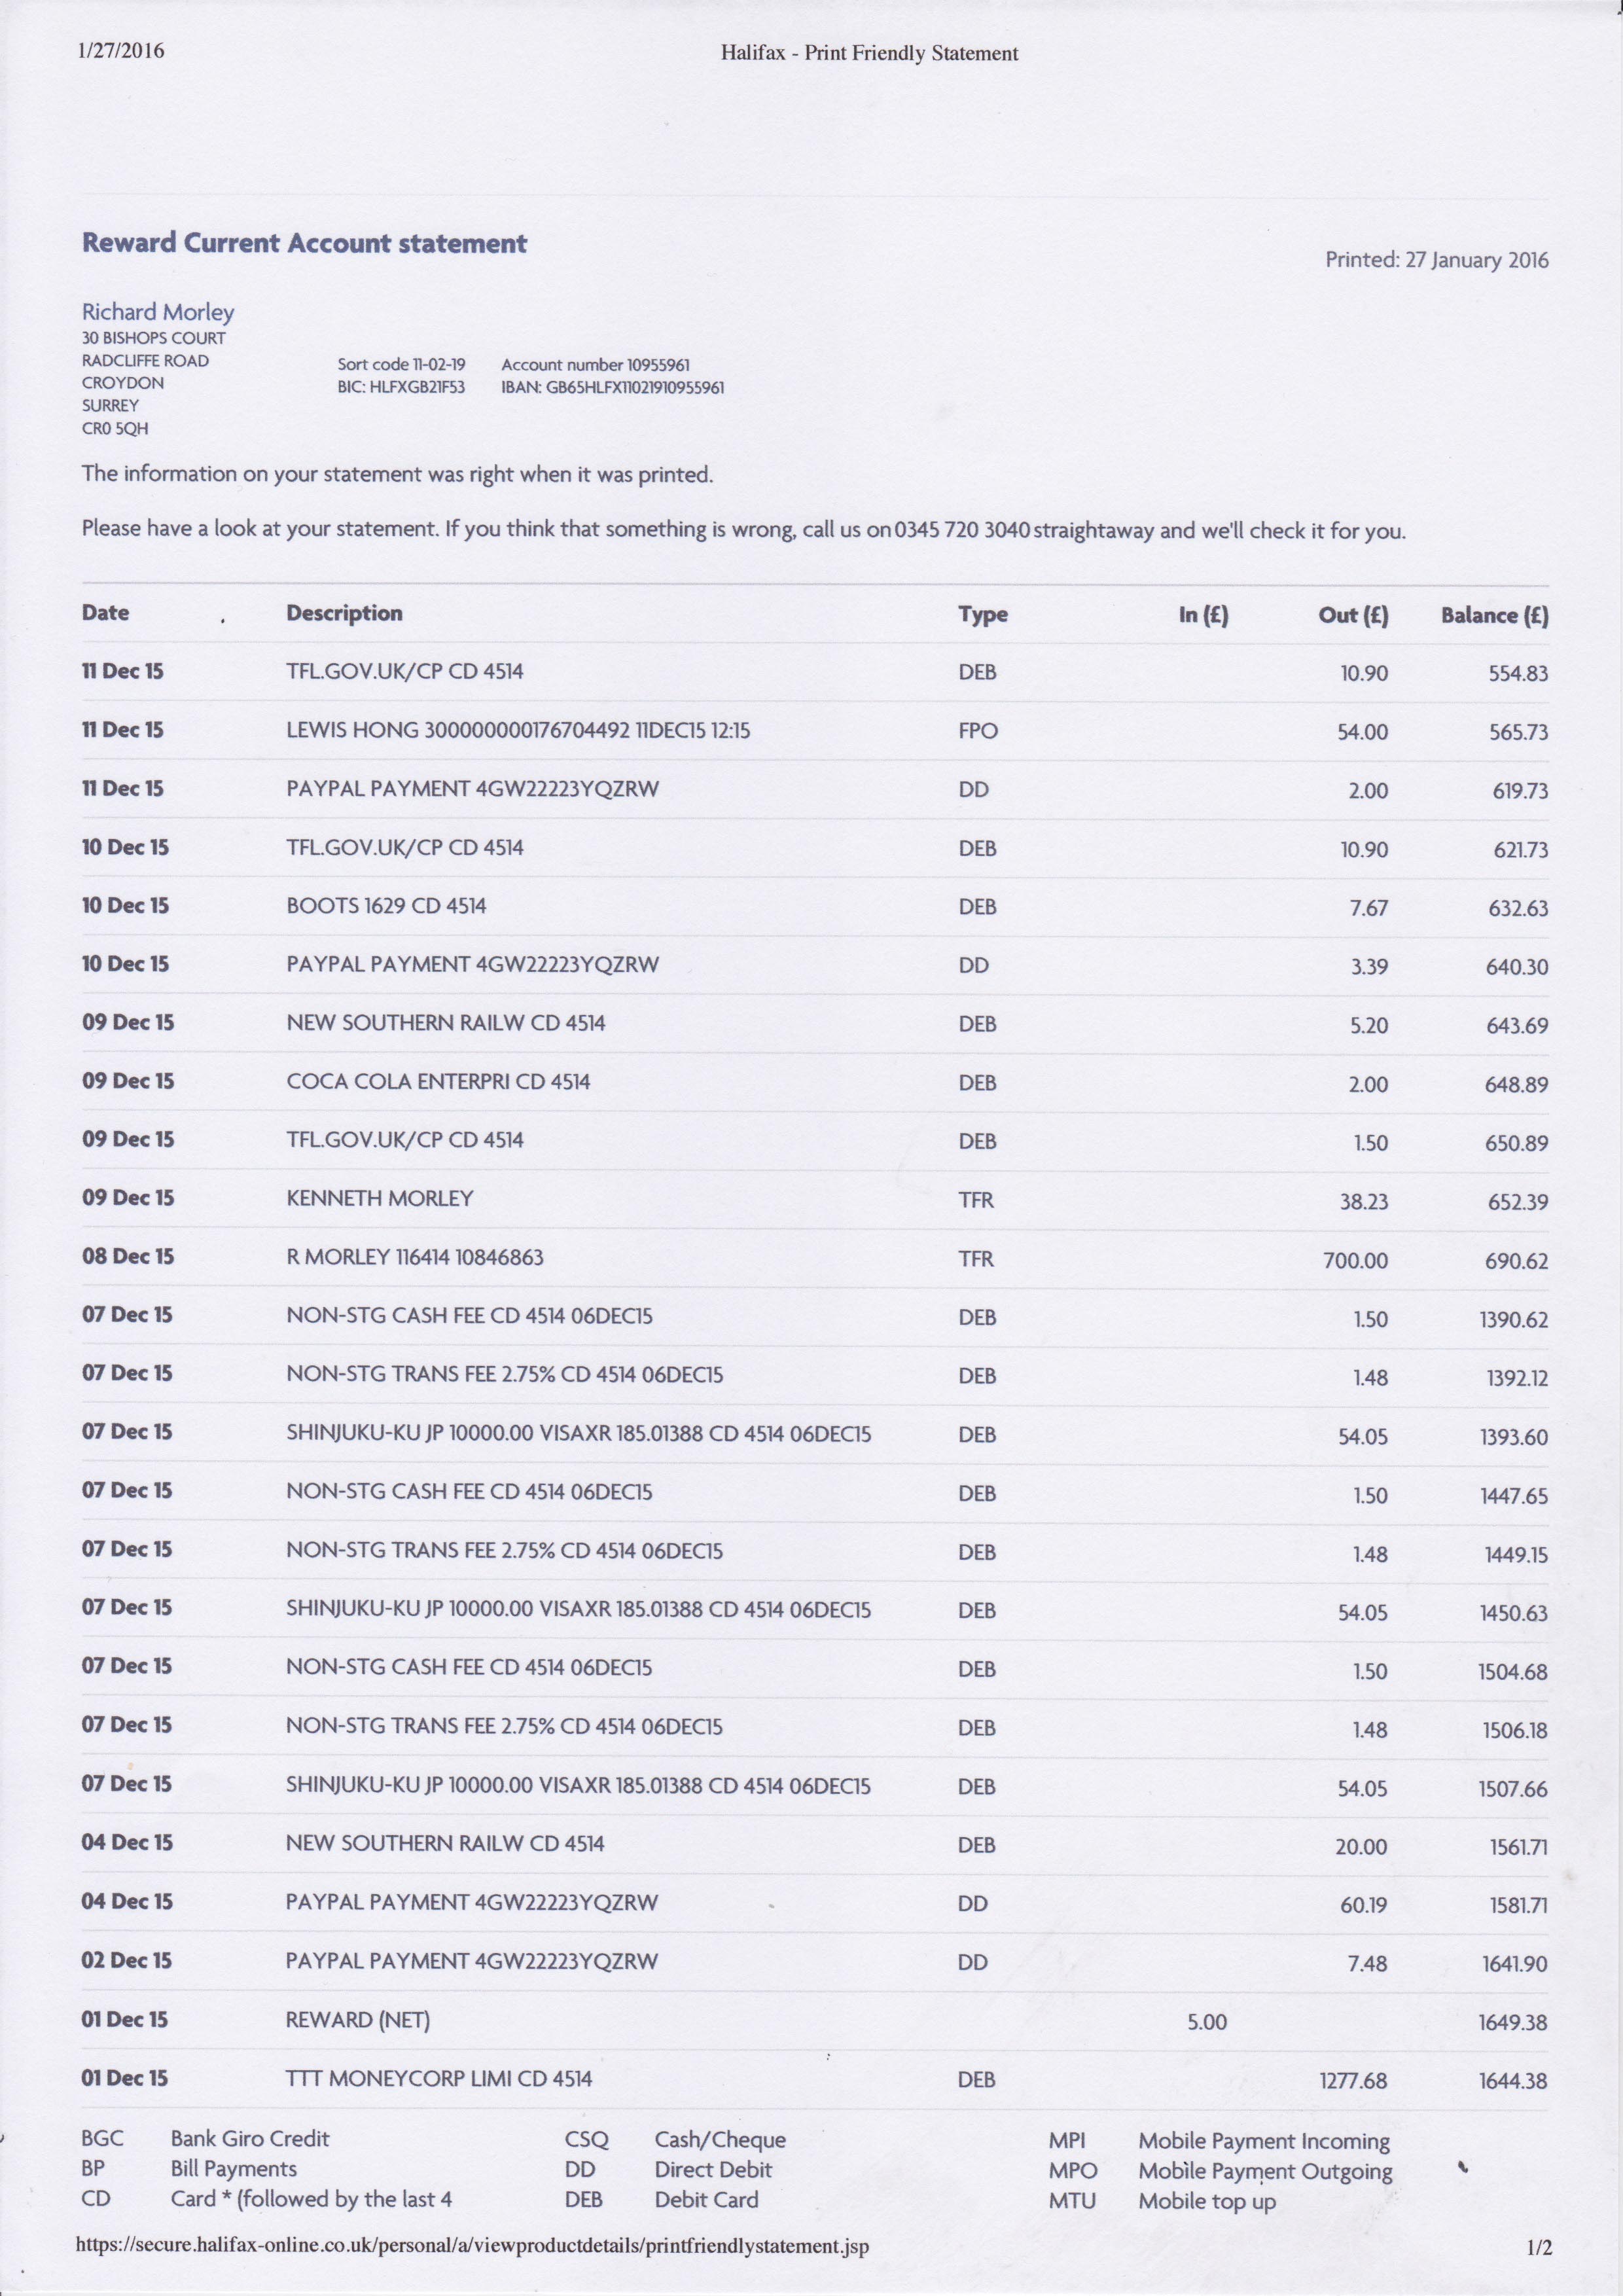 1/27/2016 Halifax - Print Friendly Statement
Reward Current Account statement
Printed: 27 January 2016
Richard Morley
30 BISHOPS COURT
RADCLIFFE ROAD
CROYDON
SURREY
CR0 5QH
Sort code 11-02-19 Account number 10955961
BIC: HLFXGB21F53 IBAN: GB65HLFX11021910955961
The information on your statement was right when it was printed.
Please have a look at your statement. If you think that something is wrong, call us on 0345 720 3040 straightaway and we'll check it for you.
Date Description Type In (£) Out (£) Balance (£)
11 Dec 15 TFL.GOV.UK/CP CD 4514 DEB 10.90 554.83
11 Dec 15 LEWIS HONG 300000000176704492 11DEC15 12:15 FPO 54.00 565.73
11 Dec 15 PAYPAL PAYMENT 4GW22223YQZRW DD 2.00 619.73
10 Dec 15 TFL.GOV.UK/CP CD 4514 DEB 10.90 621.73
10 Dec 15 BOOTS 1629 CD 4514 DEB 7.67 632.63
10 Dec 15 PAYPAL PAYMENT 4GW22223YQZRW DD 3.39 640.30
09 Dec 15 NEW SOUTHERN RAILW CD 4514 DEB 5.20 643.69
09 Dec 15 COCA COLA ENTERPRI CD 4514 DEB 2.00 648.89
09 Dec 15 TFL.GOV.UK/CP CD 4514 DEB 1.50 650.89
09 Dec 15 KENNETH MORLEY TFR 38.23 652.39
08 Dec 15 R MORLEY 116414 10846863 TFR 700.00 690.62
07 Dec 15 NON-STG CASH FEE CD 4514 06DEC15 DEB 1.50 1390.62
07 Dec 15 NON-STG TRANS FEE 2.75% CD 4514 06DEC15 DEB 1.48 1392.12
07 Dec 15 SHINJUKU-KU JP 10000.00 VISAXR 185.01388 CD 4514 06DEC15 DEB 54.05 1393.60
07 Dec 15 NON-STG CASH FEE CD 4514 06DEC15 DEB 1.50 1447.65
07 Dec 15 NON-STG TRANS FEE 2.75% CD 4514 06DEC15 DEB 1.48 1449.15
07 Dec 15 SHINJUKU-KU JP 10000.00 VISAXR 185.01388 CD 4514 06DEC15 DEB 54.05 1450.63
07 Dec 15 NON-STG CASH FEE CD 4514 06DEC15 DEB 1.50 1504.68
07 Dec 15 NON-STG TRANS FEE 2.75% CD 4514 06DEC15 DEB 1.48 1506.18
07 Dec 15 SHINJUKU-KU JP 10000.00 VISAXR 185.01388 CD 4514 06DEC15 DEB 54.05 1507.66
04 Dec 15 NEW SOUTHERN RAILW CD 4514 DEB 20.00 1561.71
04 Dec 15 PAYPAL PAYMENT 4GW22223YQZRW DD 60.19 1581.71
02 Dec 15 PAYPAL PAYMENT 4GW22223YQZRW DD 7.48 1641.90
01 Dec 15 REWARD (NET) 5.00 1649.38
01 Dec 15 TTT MONEYCORP LIMI CD 4514 DEB 1277.68 1644.38
BGC Bank Giro Credit CSQ Cash/Cheque MPI Mobile Payment Incoming
BP Bill Payments DD Direct Debit MPO Mobile Payment Outgoing
CD Card * (followed by the last 4 DEB Debit Card MTU Mobile top up
https://secure.halifax-online.co.uk/personal/a/viewproductdetails/printfriendlystatement.jsp 1/2